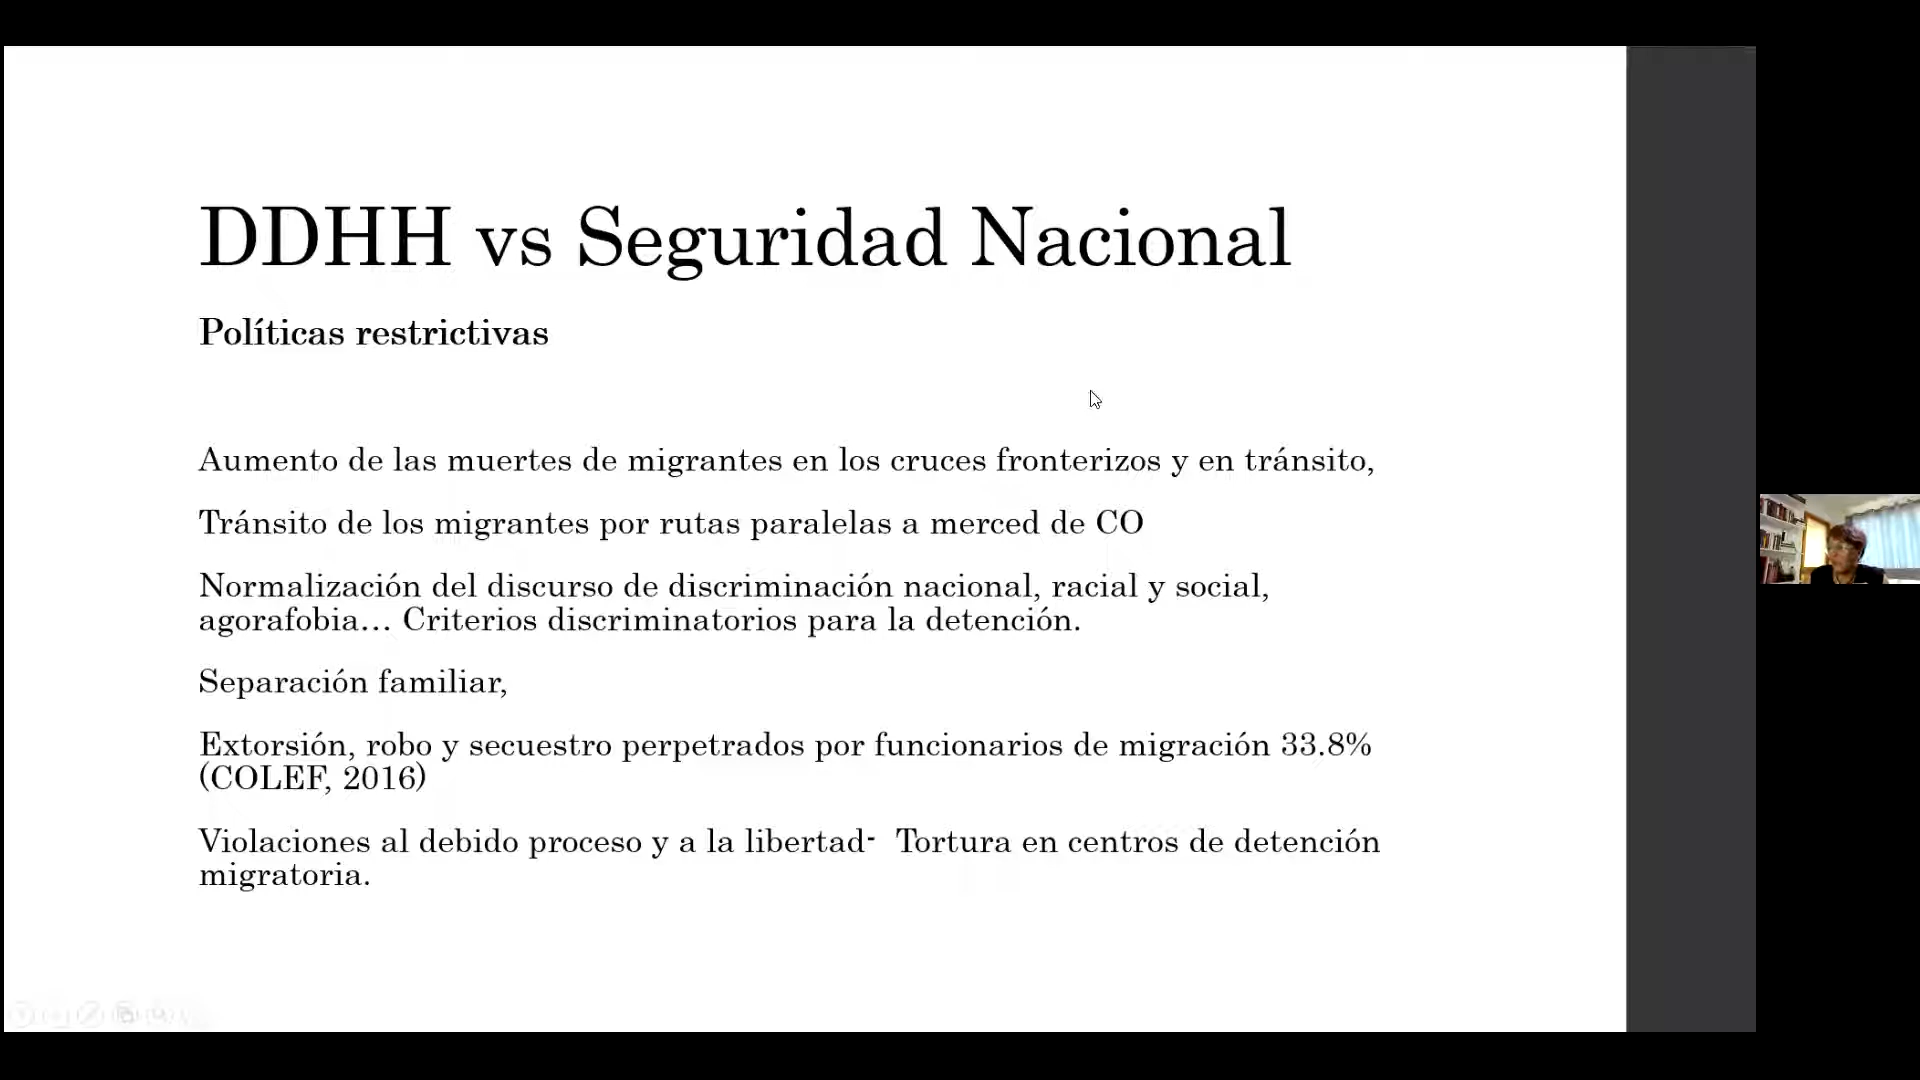 DDHH vs Seguridad Nacional
Políticas restrictivas
Aumento de las muertes de migrantes en los cruces fronterizos y en tránsito,
Tránsito de los migrantes por rutas paralelas a merced de CO
Normalización del discurso de discriminación nacional, racial y social,
agorafobia… Criterios discriminatorios para la detención.
Separación familiar,
Extorsión, robo y secuestro perpetrados por funcionarios de migración 33.8%
(COLEF, 2016)
Violaciones al debido proceso y a la libertad- Tortura en centros de detención
migratoria.